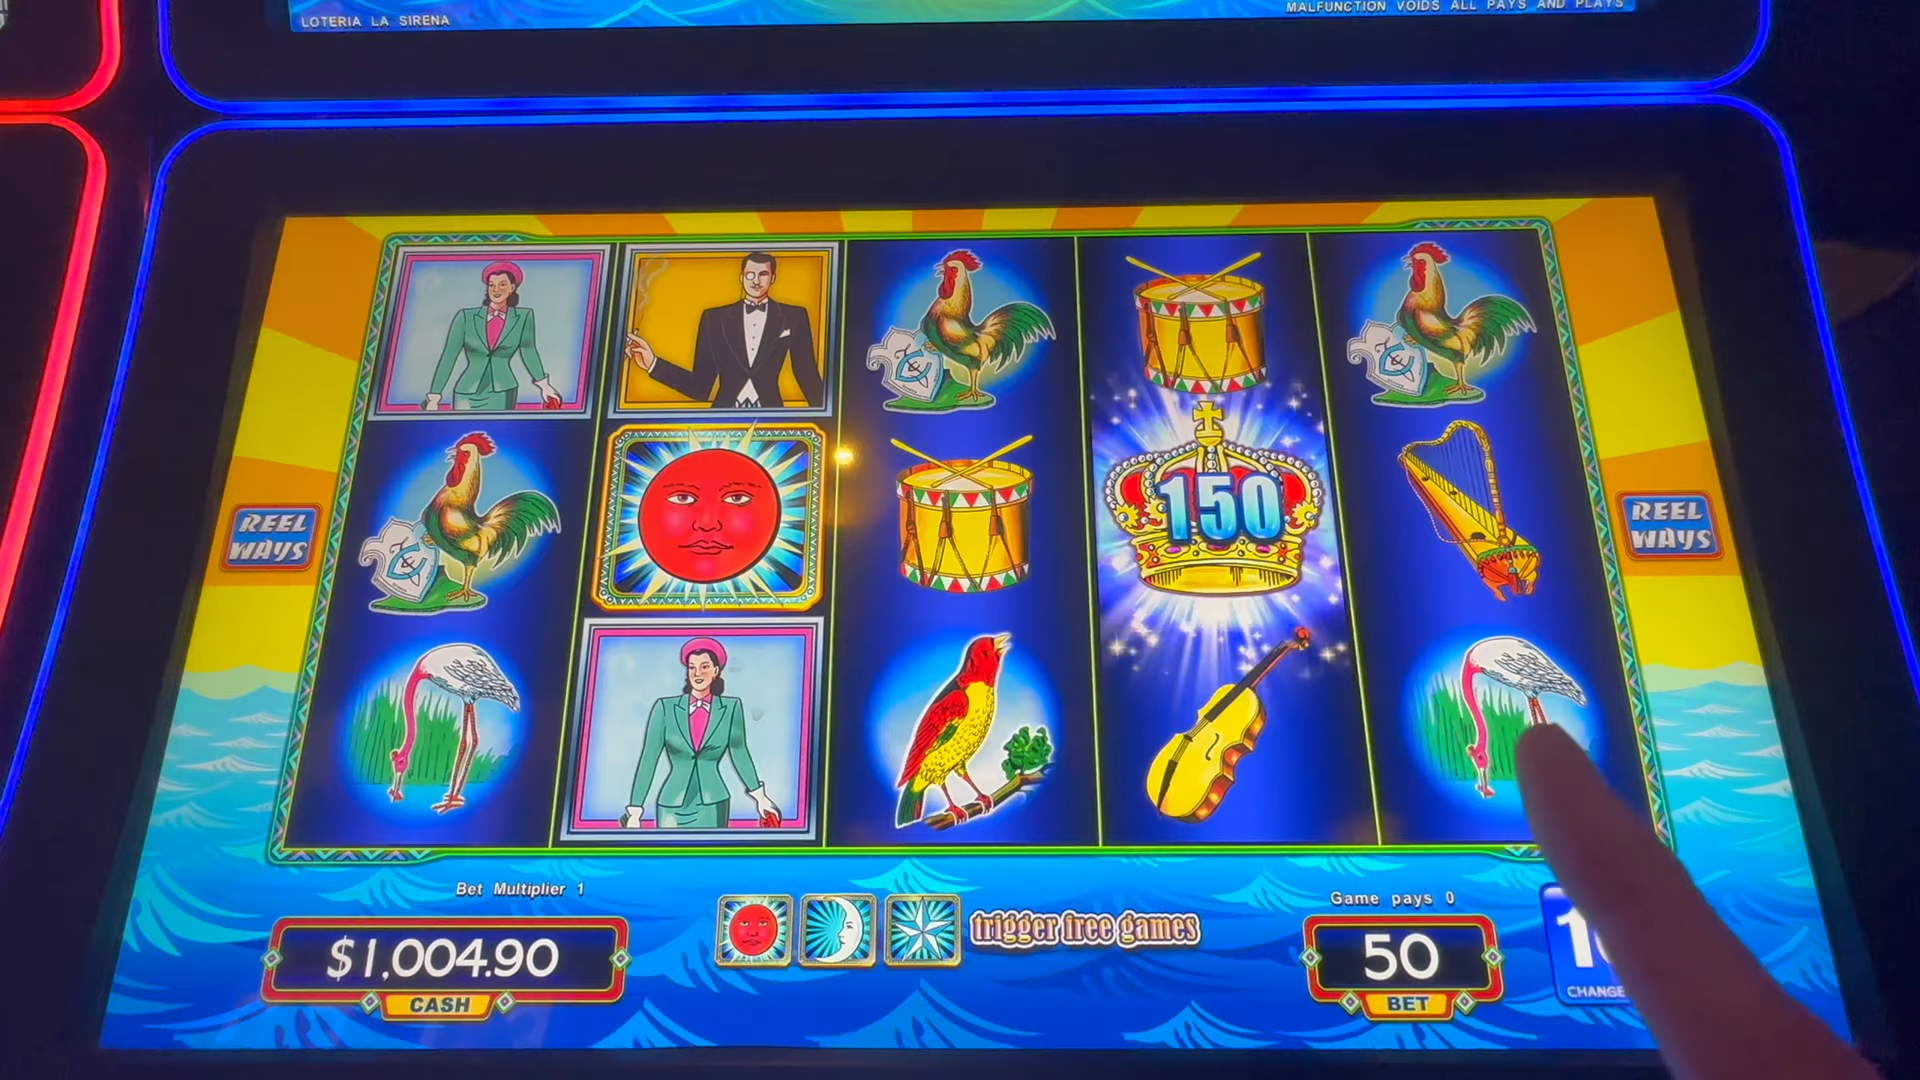 LOTERIA LA SIRENA
MALFUNCTION VOIDS ALL PAYS AND PLAYS
150
REEL WAYS
REEL WAYS
Bet Multiplier 1
$1,004.90
CASH
trigger free games
Game pays 0
50
BET
CHANGE